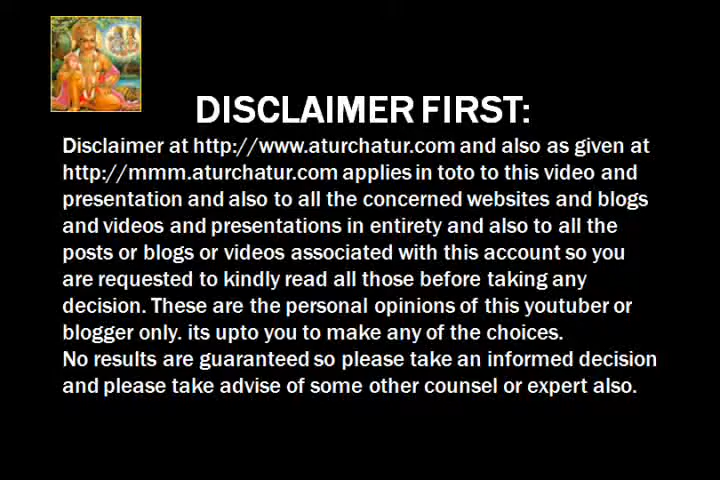 DISCLAIMER FIRST:
Disclaimer at http://www.aturchatur.com and also as given at
http://mmm.aturchatur.com applies in toto to this video and
presentation and also to all the concerned websites and blogs
and videos and presentations in entirety and also to all the
posts or blogs or videos associated with this account so you
are requested to kindly read all those before taking any
decision. These are the personal opinions of this youtuber or
blogger only. its upto you to make any of the choices.
No results are guaranteed so please take an informed decision
and please take advise of some other counsel or expert also.